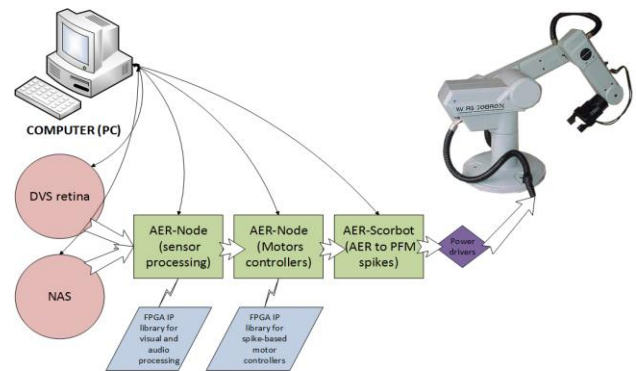 COMPUTER (PC)
DVS retina
NAS
AER-Node
(sensor
processing)
AER-Node
(Motors
controllers)
AER-Scorbot
(AER to PFM
spikes)
Power
drivers
FPGA IP
library for
visual and
audio
processing
FPGA IP
library for
spike-based
motor
controllers